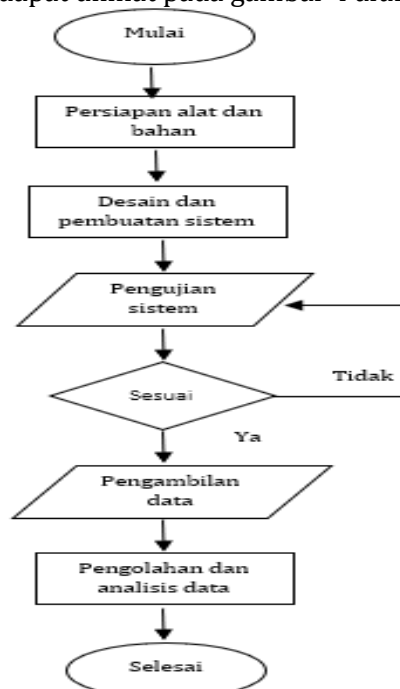 Mulai
Persiapan alat dan
bahan
Desain dan
pembuatan sistem
Pengujian
sistem
Sesuai
Tidak
Ya
Pengambilan
data
Pengolahan dan
analisis data
Selesai